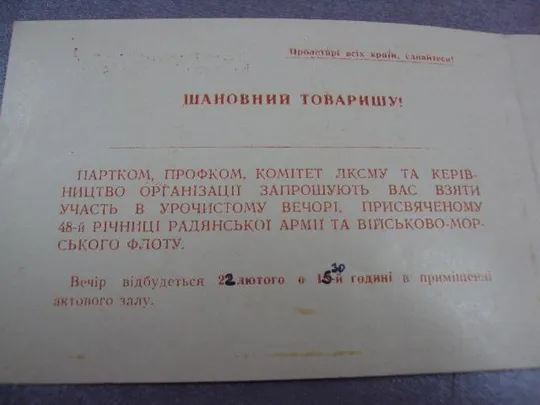 Пролетарі всіх країн, єднайтеся!
ШАНОВНИЙ ТОВАРИШУ!
ПАРТКОМ, ПРОФКОМ, КОМІТЕТ ЛКСМУ ТА КЕРІВ-
НИЦТВО ОРГАНІЗАЦІЇ ЗАПРОШУЮТЬ ВАС ВЗЯТИ
УЧАСТЬ В УРОЧИСТОМУ ВЕЧОРІ, ПРИСВЯЧЕНОМУ
48-й РІЧНИЦІ РАДЯНСЬКОЇ АРМІЇ ТА ВІЙСЬКОВО-МОР-
СЬКОГО ФЛОТУ.
Вечір відбудеться 22 лютого о 15 30 -й годині в приміщенні
актового залу.